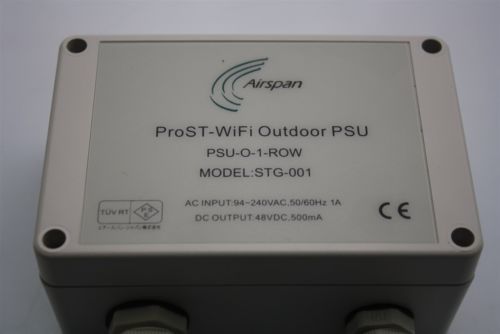 Airspan
ProST-WiFi Outdoor PSU
PSU-O-1-ROW
MODEL:STG-001
AC INPUT:94~240VAC,50/60Hz 1A
DC OUTPUT:48VDC,500mA
TÜV RT
P S E
CE